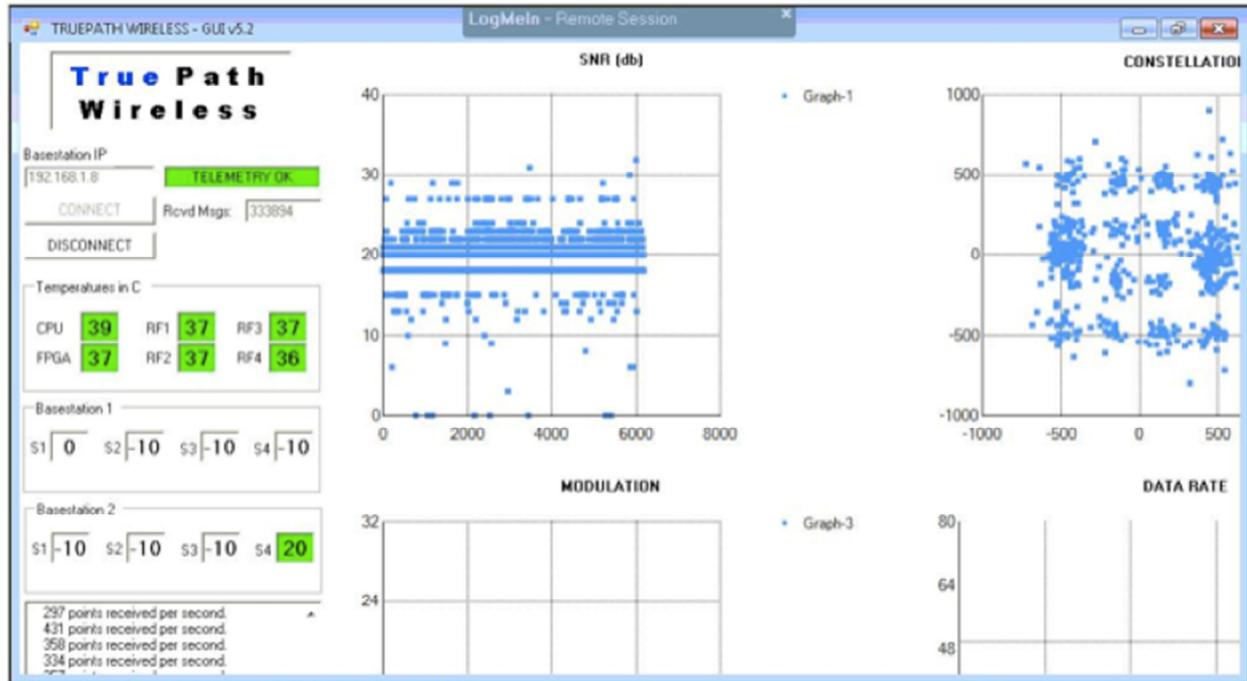 TRUEPATH WIRELESS - GUI v5.2
LogMeIn - Remote Session
True Path
Wireless
Basestation IP
192.168.1.8
TELEMETRY OK
CONNECT
Rcvd Msgs: 333894
DISCONNECT
Temperatures in C
CPU 39 RF1 37 RF3 37
FPGA 37 RF2 37 RF4 36
Basestation 1
S1 0 S2 -10 S3 -10 S4 -10
Basestation 2
S1 -10 S2 -10 S3 -10 S4 20
297 points received per second.
431 points received per second.
358 points received per second.
334 points received per second.
SNR (db)
40
30
20
10
0
0 2000 4000 6000 8000
Graph-1
CONSTELLATIO
1000
500
0
-500
-1000
-1000 -500 0 500
MODULATION
32
24
Graph-3
DATA RATE
80
64
48